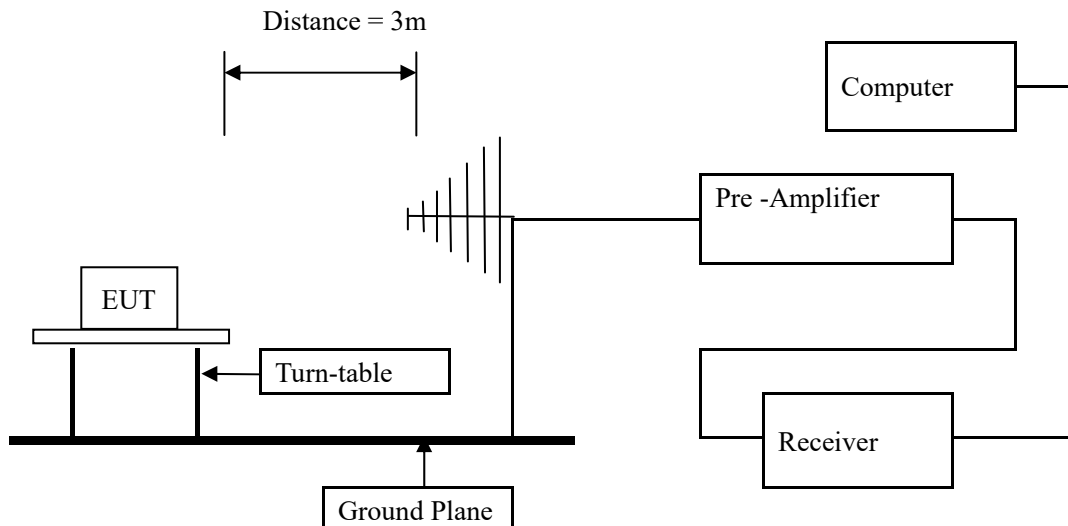 Distance = 3m
Computer
Pre -Amplifier
EUT
Turn-table
Receiver
Ground Plane